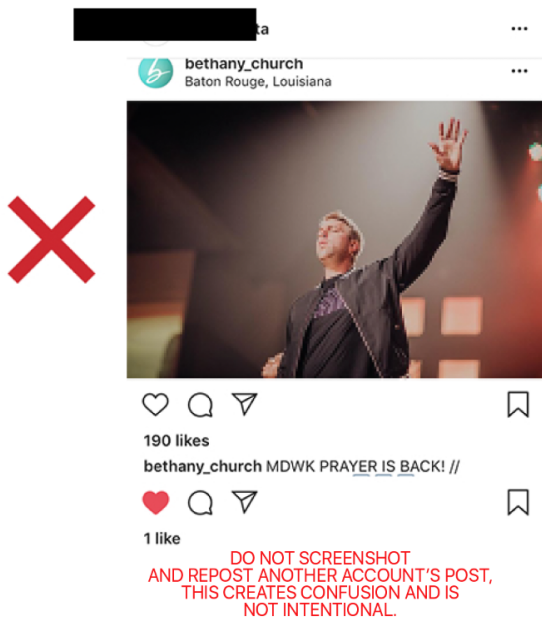 ta
bethany_church
Baton Rouge, Louisiana
190 likes
bethany_church MDWK PRAYER IS BACK! //
1 like
DO NOT SCREENSHOT
AND REPOST ANOTHER ACCOUNT'S POST,
THIS CREATES CONFUSION AND IS
NOT INTENTIONAL.